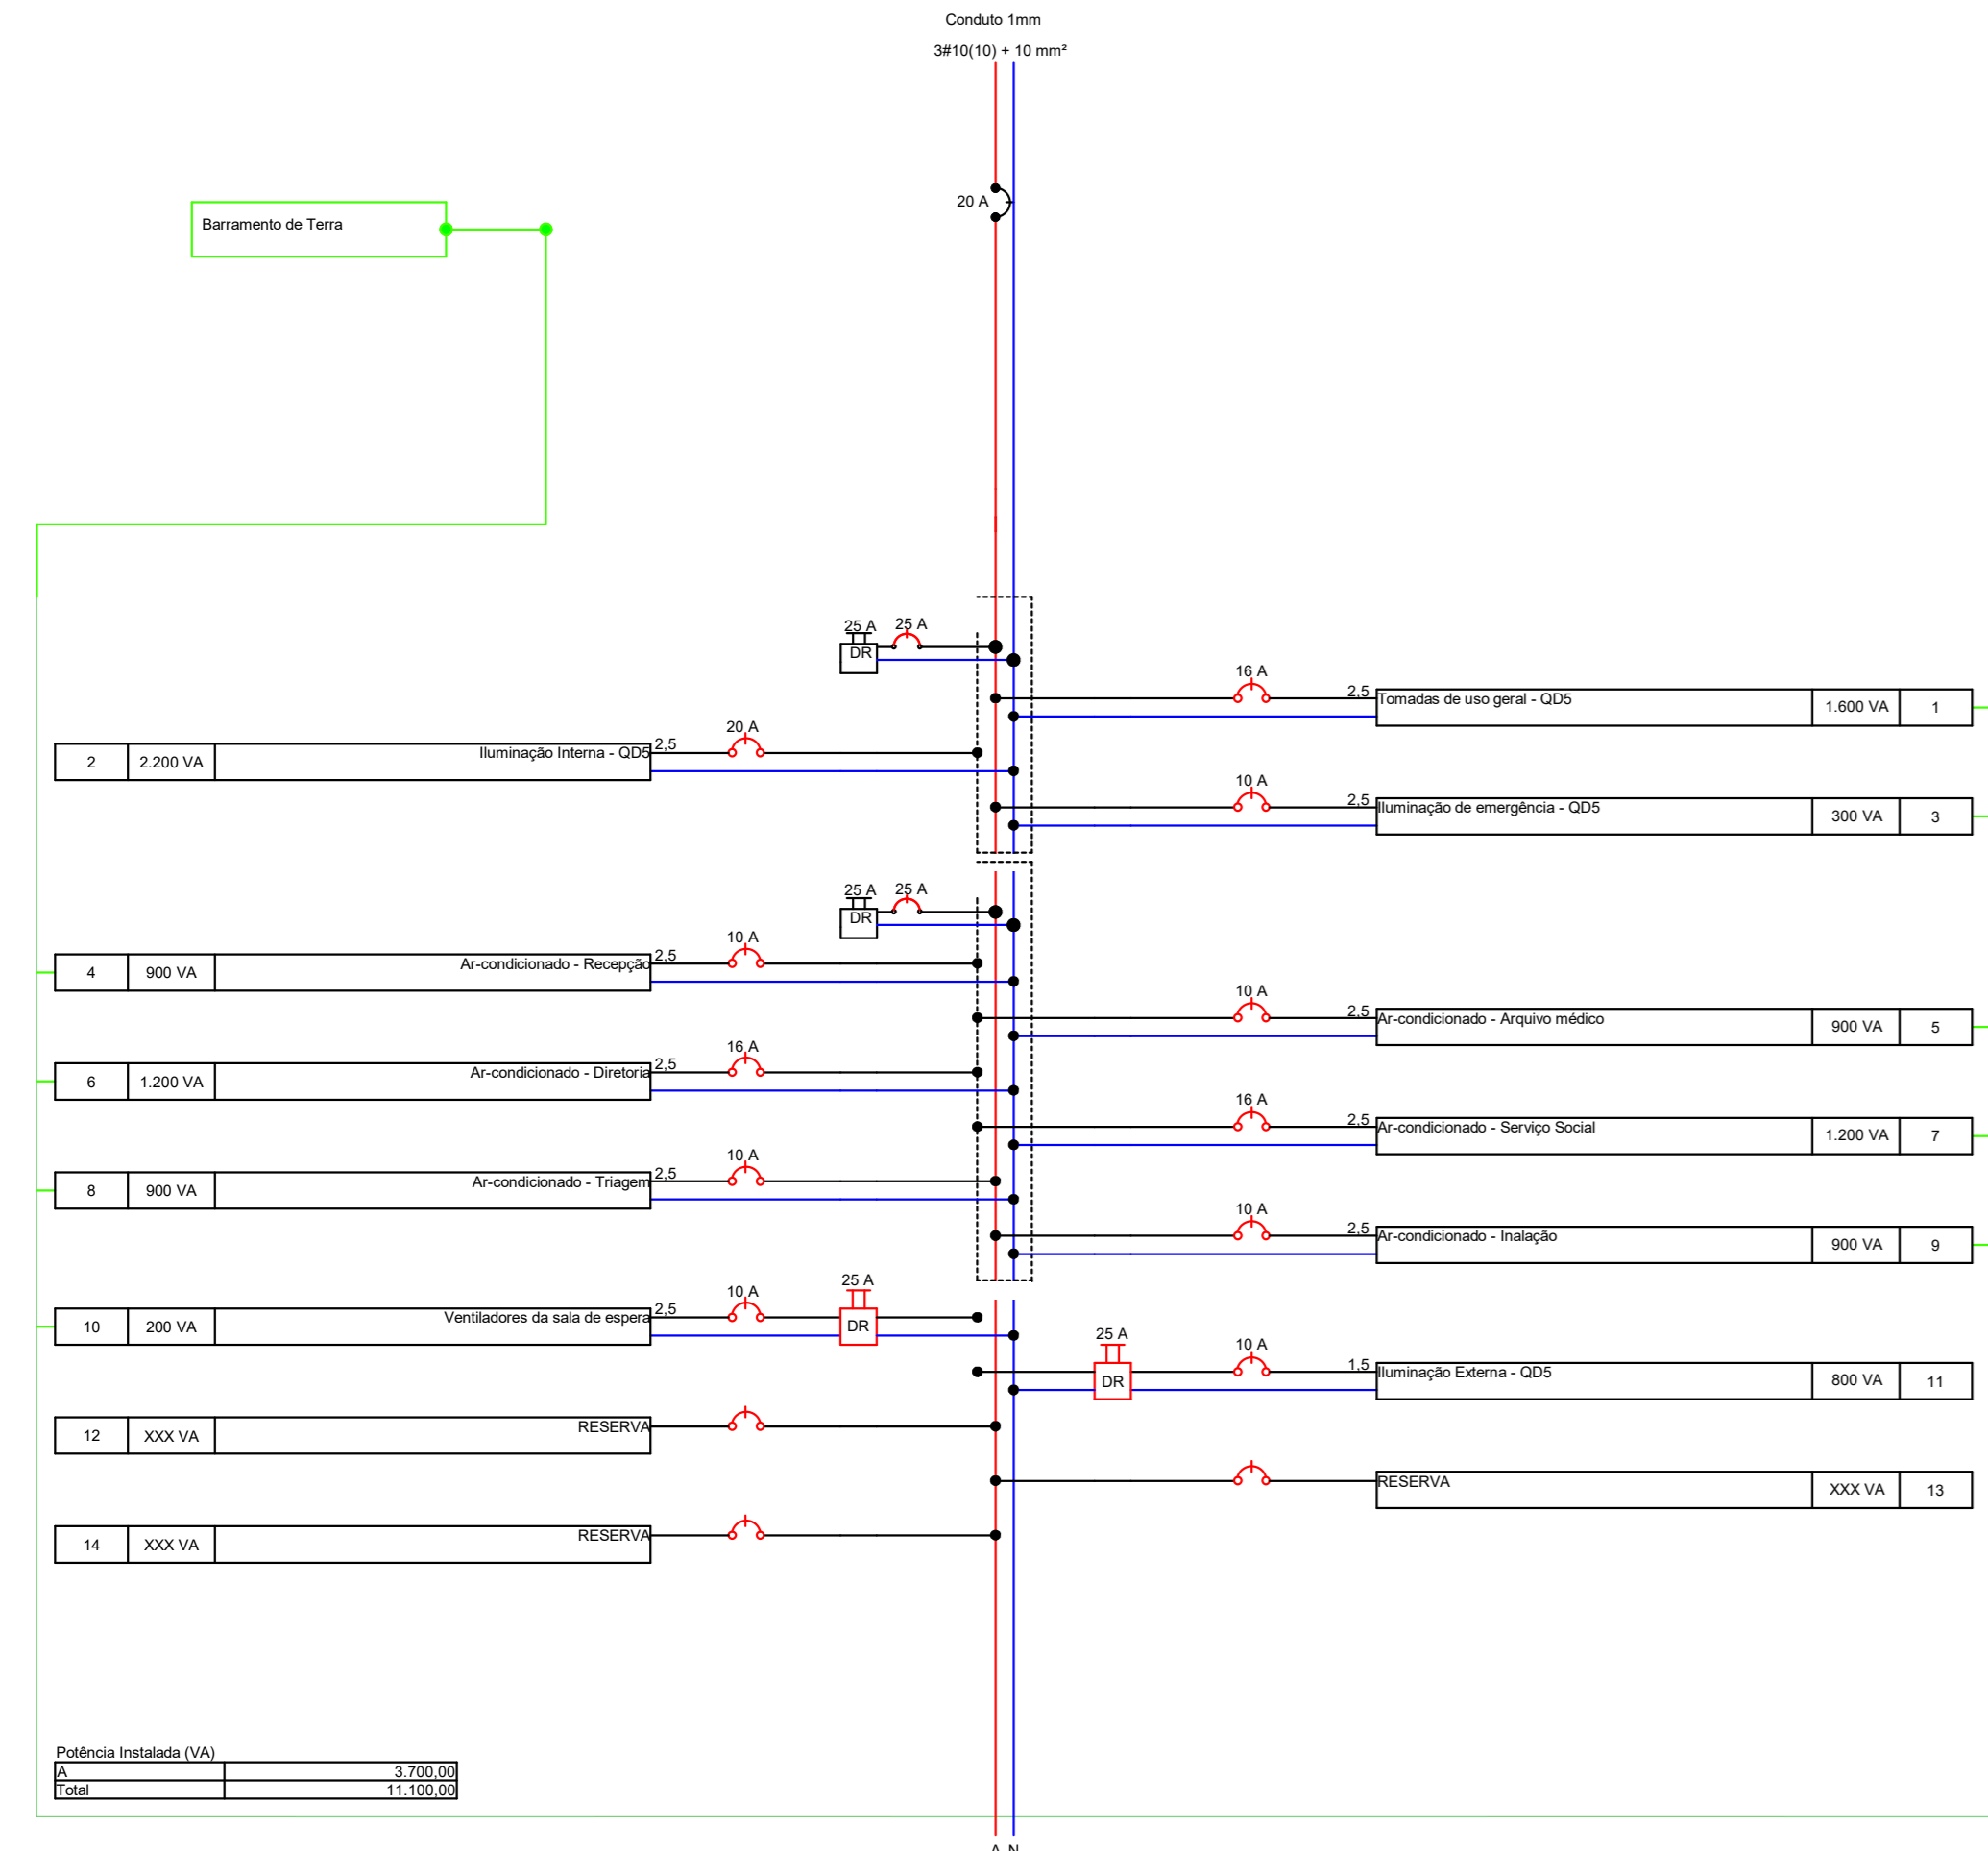 Conduto 1mm
3#10(10) + 10 mm²
20 A
Barramento de Terra
25 A 25 A
DR
16 A
2,5 Tomadas de uso geral - QD5 1.600 VA 1
20 A
2 2.200 VA Iluminação Interna - QD5 2,5
10 A
2,5 Iluminação de emergência - QD5 300 VA 3
25 A 25 A
DR
10 A
4 900 VA Ar-condicionado - Recepção 2,5
10 A
2,5 Ar-condicionado - Arquivo médico 900 VA 5
16 A
6 1.200 VA Ar-condicionado - Diretoria 2,5
16 A
2,5 Ar-condicionado - Serviço Social 1.200 VA 7
10 A
8 900 VA Ar-condicionado - Triagem 2,5
10 A
2,5 Ar-condicionado - Inalação 900 VA 9
10 A 25 A
10 200 VA Ventiladores da sala de espera 2,5 DR
25 A 10 A
DR 1,5 Iluminação Externa - QD5 800 VA 11
12 XXX VA RESERVA
RESERVA XXX VA 13
14 XXX VA RESERVA
Potência Instalada (VA)
A 3.700,00
Total 11.100,00
A N